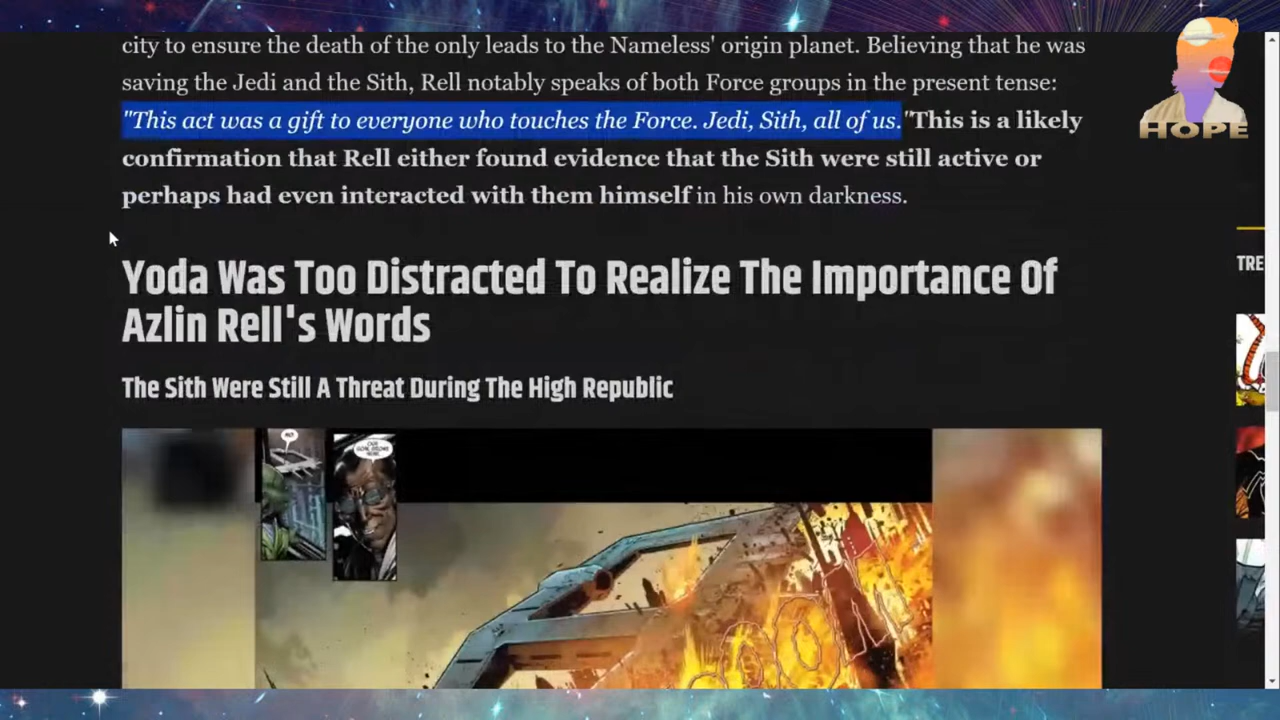 city to ensure the death of the only leads to the Nameless' origin planet. Believing that he was
saving the Jedi and the Sith, Rell notably speaks of both Force groups in the present tense:
"This act was a gift to everyone who touches the Force. Jedi, Sith, all of us."This is a likely
confirmation that Rell either found evidence that the Sith were still active or
perhaps had even interacted with them himself in his own darkness.
Yoda Was Too Distracted To Realize The Importance Of
Azlin Rell's Words
The Sith Were Still A Threat During The High Republic
HOPE
TRE
NO!